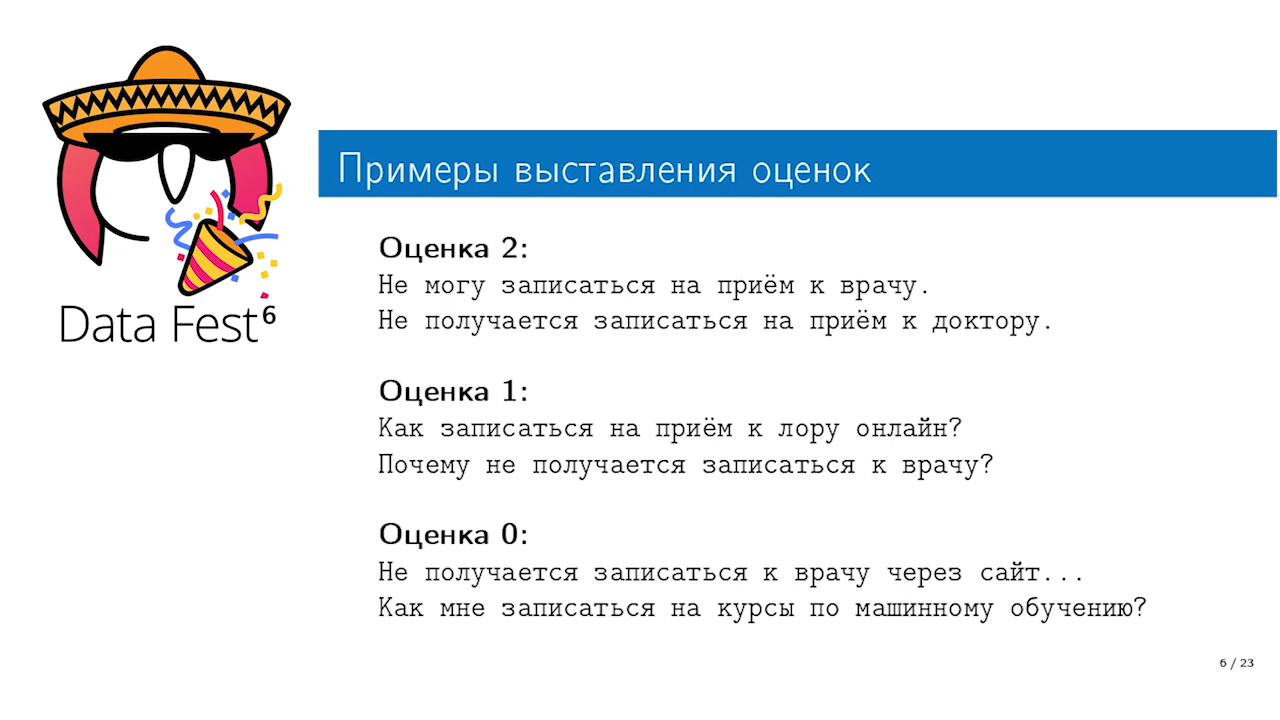 Data Fest⁶
Примеры выставления оценок
Оценка 2:
Не могу записаться на приём к врачу.
Не получается записаться на приём к доктору.
Оценка 1:
Как записаться на приём к лору онлайн?
Почему не получается записаться к врачу?
Оценка 0:
Не получается записаться к врачу через сайт...
Как мне записаться на курсы по машинному обучению?
6 / 23